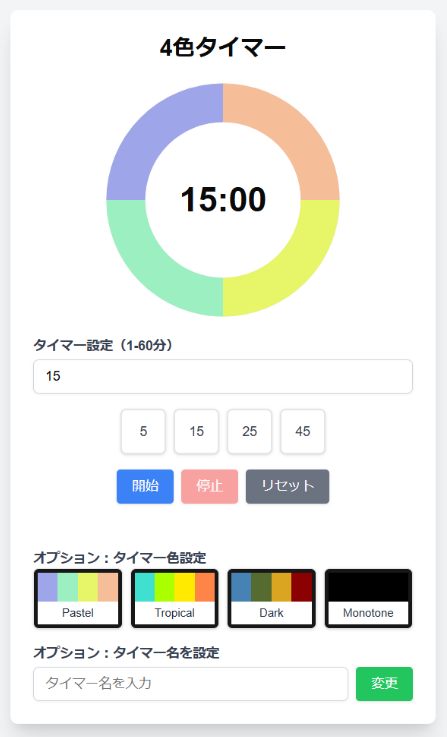 4色タイマー
15:00
タイマー設定（1-60分）
15
5 15 25 45
開始 停止 リセット
オプション：タイマー色設定
Pastel Tropical Dark Monotone
オプション：タイマー名を設定
タイマー名を入力 変更